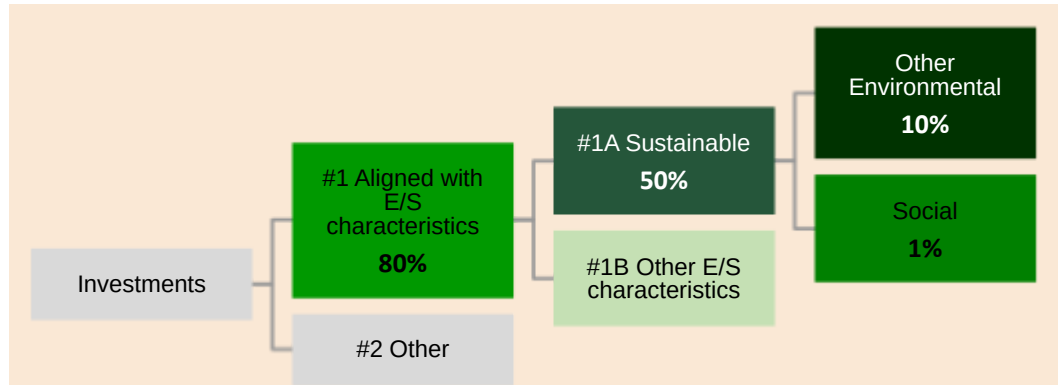 Investments
#1 Aligned with
E/S
characteristics
80%
#2 Other
#1A Sustainable
50%
#1B Other E/S
characteristics
Other
Environmental
10%
Social
1%